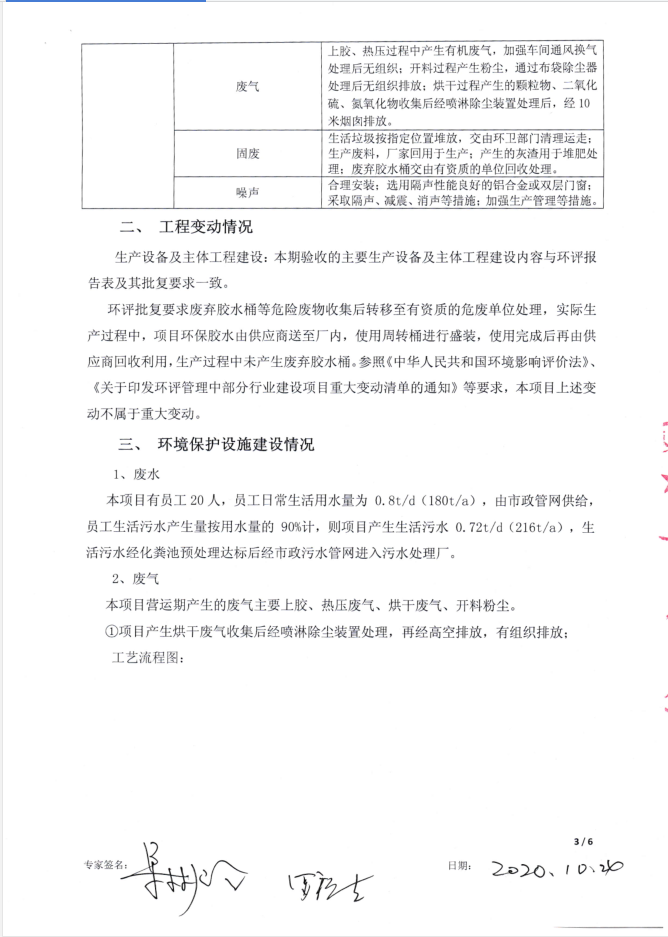 废气
上胶、热压过程中产生有机废气，加强车间通风换气
处理后无组织；开料过程产生粉尘，通过布袋除尘器
处理后无组织排放；烘干过程产生的颗粒物、二氧化
硫、氮氧化物收集后经喷淋除尘装置处理后，经 10
米烟囱排放。
固废
生活垃圾按指定位置堆放，交由环卫部门清理运走；
生产废料，厂家回用于生产；产生的灰渣用于堆肥处
理；废弃胶水桶交由有资质的单位回收处理。
噪声
合理安装；选用隔声性能良好的铝合金或双层门窗；
采取隔声、减震、消声等措施；加强生产管理等措施。
二、 工程变动情况
生产设备及主体工程建设：本期验收的主要生产设备及主体工程建设内容与环评报
告表及其批复要求一致。
环评批复要求废弃胶水桶等危险废物收集后转移至有资质的危废单位处理，实际生
产过程中，项目环保胶水由供应商送至厂内，使用周转桶进行盛装，使用完成后再由供
应商回收利用，生产过程中未产生废弃胶水桶。参照《中华人民共和国环境影响评价法》、
《关于印发环评管理中部分行业建设项目重大变动清单的通知》等要求，本项目上述变
动不属于重大变动。
三、 环境保护设施建设情况
1、废水
本项目有员工 20 人，员工日常生活用水量为 0.8t/d（180t/a），由市政管网供给，
员工生活污水产生量按用水量的 90%计，则项目产生生活污水 0.72t/d（216t/a），生
活污水经化粪池预处理达标后经市政污水管网进入污水处理厂。
2、废气
本项目营运期产生的废气主要上胶、热压废气、烘干废气、开料粉尘。
①项目产生烘干废气收集后经喷淋除尘装置处理，再经高空排放，有组织排放；
工艺流程图：
3 / 6
专家签名：
日期： 2020.10.20